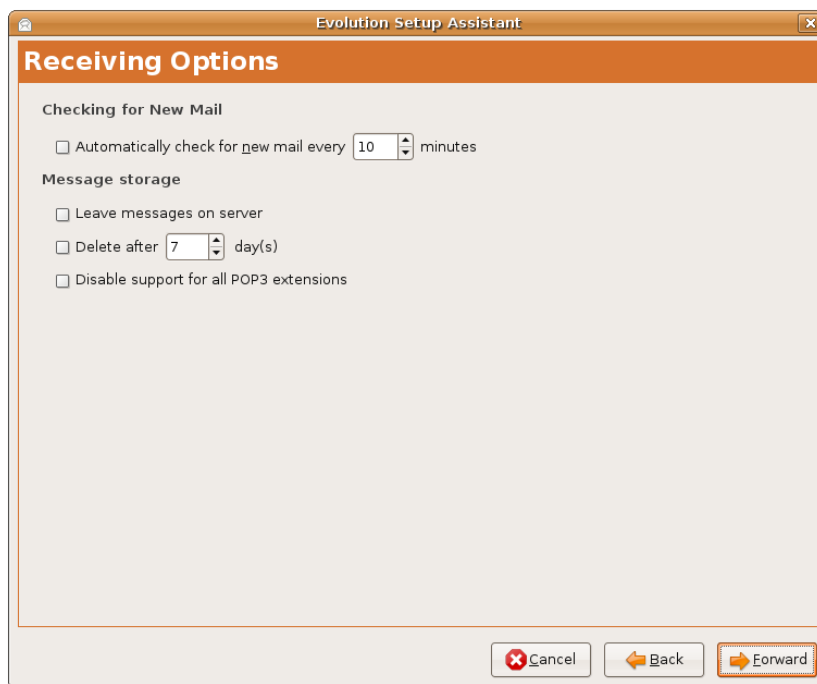 Evolution Setup Assistant
Receiving Options
Checking for New Mail
Automatically check for new mail every 10 minutes
Message storage
Leave messages on server
Delete after 7 day(s)
Disable support for all POP3 extensions
Cancel Back Forward